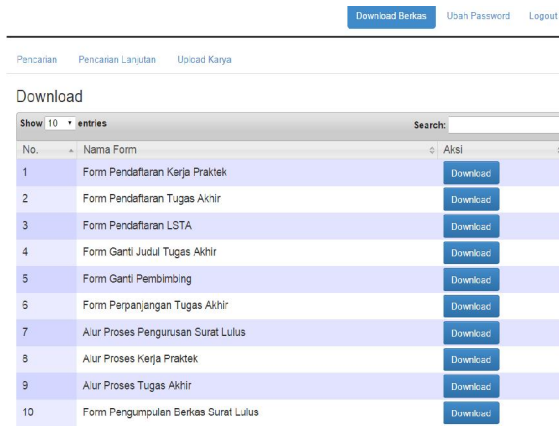 Download Berkas Ubah Password Logout
Pencarian Pencarian Lanjutan Upload Karya
Download
Show 10 entries Search:
No. Nama Form Aksi
1 Form Pendaftaran Kerja Praktek Download
2 Form Pendaftaran Tugas Akhir Download
3 Form Pendaftaran LSTA Download
4 Form Ganti Judul Tugas Akhir Download
5 Form Ganti Pembimbing Download
6 Form Perpanjangan Tugas Akhir Download
7 Alur Proses Pengurusan Surat Lulus Download
8 Alur Proses Kerja Praktek Download
9 Alur Proses Tugas Akhir Download
10 Form Pengumpulan Berkas Surat Lulus Download